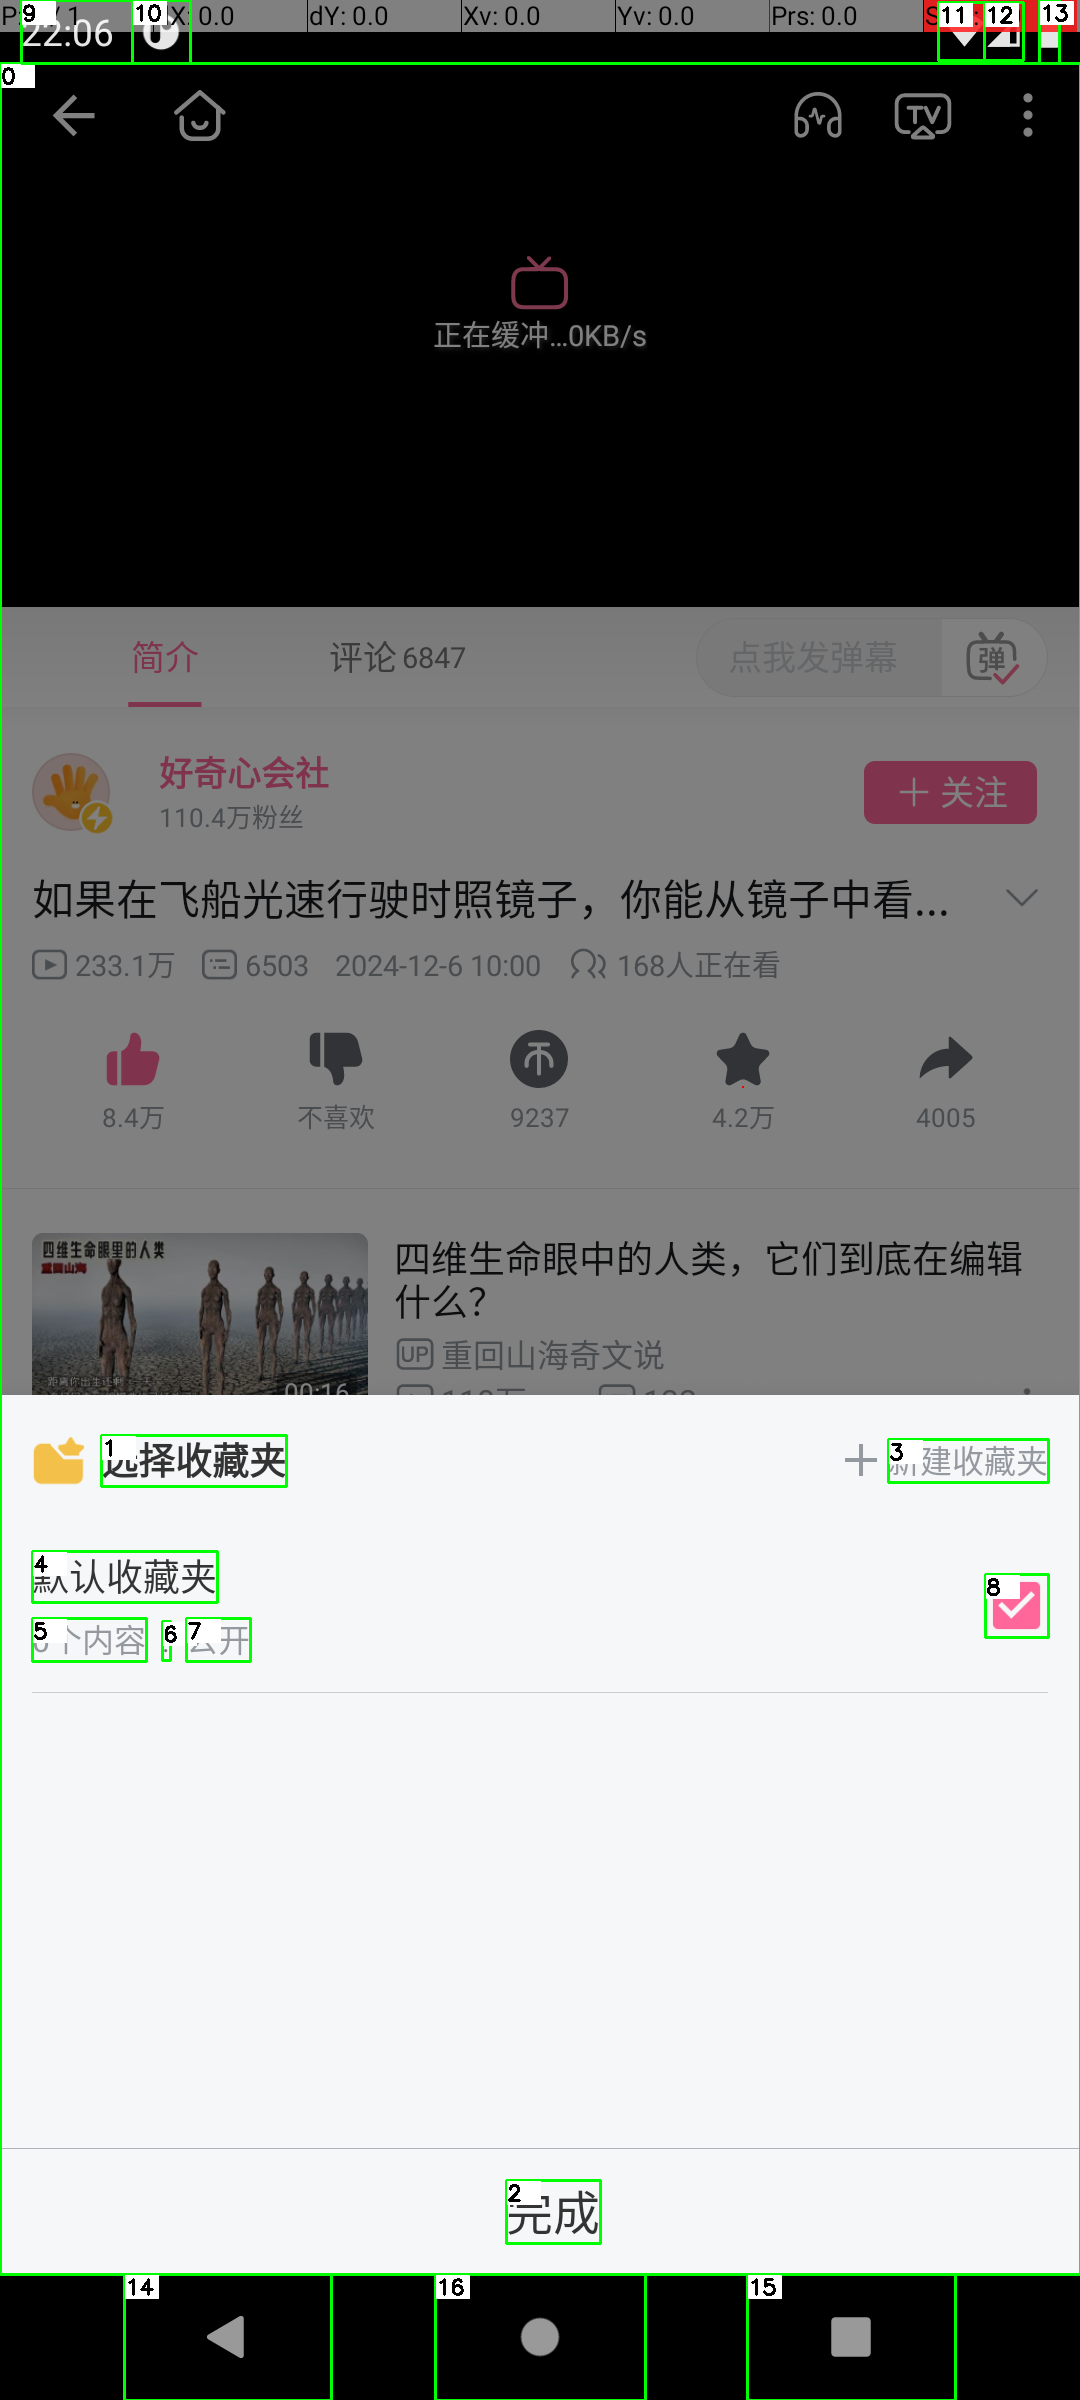 22:06
X: 0.0
dY: 0.0
Xv: 0.0
Yv: 0.0
Prs: 0.0
9
10
11
12
13
0
TV
正在缓冲...0KB/s
简介
评论 6847
点我发弹幕
弹
好奇心会社
110.4万粉丝
＋ 关注
如果在飞船光速行驶时照镜子，你能从镜子中看...
233.1万
6503
2024-12-6 10:00
168人正在看
8.4万
不喜欢
9237
4.2万
4005
四维生命眼里的人类
重回山海
00:16
四维生命眼中的人类，它们到底在编辑
什么？
UP 重回山海奇文说
1
选择收藏夹
3
新建收藏夹
4
默认收藏夹
5
个内容
6
7
公开
8
2
完成
14
16
15